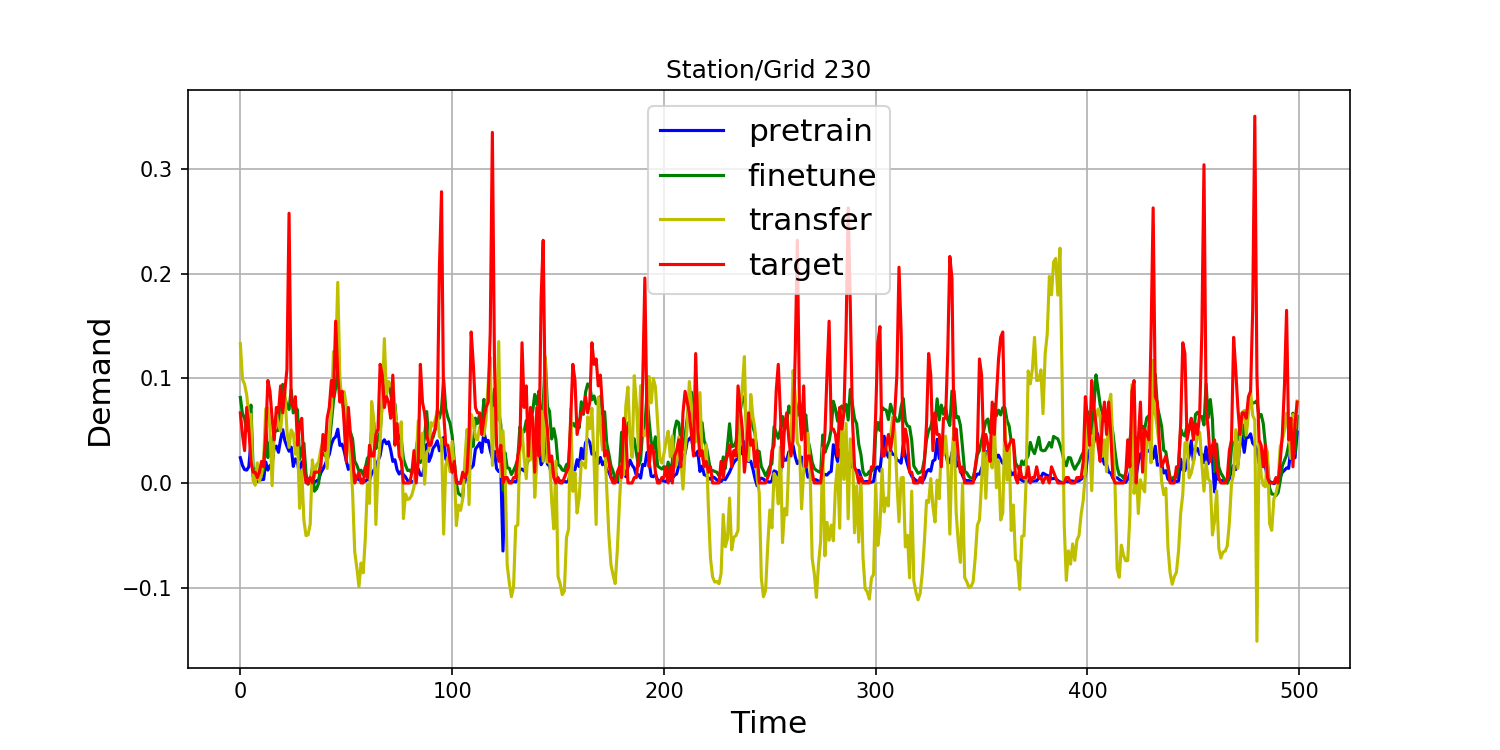 Station/Grid 230
pretrain
finetune
transfer
target
Demand
0.3
0.2
0.1
0.0
−0.1
0 100 200 300 400 500
Time